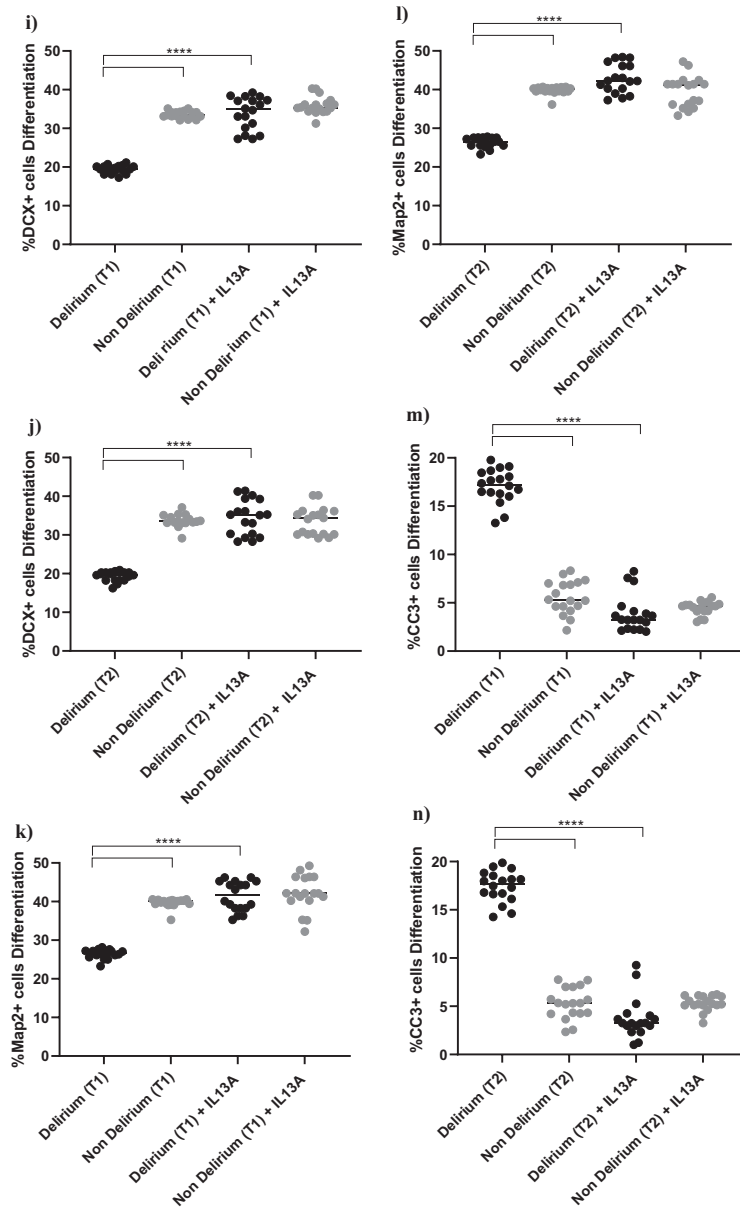 i)
****
50
40
30
20
10
0
%DCX+ cells Differentiation
Delirium (T1)
Non Delirium (T1)
Deli rium (T1) + IL13A
Non Delir ium (T1) + IL13A
j)
****
50
40
30
20
10
0
%DCX+ cells Differentiation
Delirium (T2)
Non Delirium (T2)
Delirium (T2) + IL13A
Non Delirium (T2) + IL13A
k)
****
50
40
30
20
10
0
%Map2+ cells Differentiation
Delirium (T1)
Non Delirium (T1)
Delirium (T1) + IL13A
Non Delirium (T1) + IL13A
l)
****
50
40
30
20
10
0
%Map2+ cells Differentiation
Delirium (T2)
Non Delirium (T2)
Delirium (T2) + IL13A
Non Delirium (T2) + IL13A
m)
****
20
15
10
5
0
%CC3+ cells Differentiation
Delirium (T1)
Non Delirium (T1)
Delirium (T1) + IL13A
Non Delirium (T1) + IL13A
n)
****
20
15
10
5
0
%CC3+ cells Differentiation
Delirium (T2)
Non Delirium (T2)
Delirium (T2) + IL13A
Non Delirium (T2) + IL13A